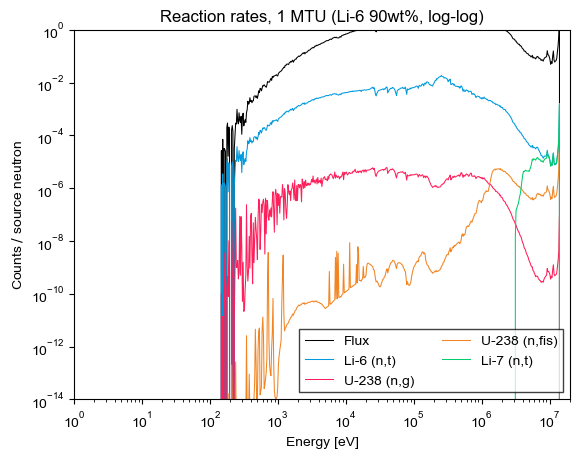 Reaction rates, 1 MTU (Li-6 90wt%, log-log)
Counts / source neutron
10^0
10^−2
10^−4
10^−6
10^−8
10^−10
10^−12
10^−14
10^0 10^1 10^2 10^3 10^4 10^5 10^6 10^7
Energy [eV]
Flux
Li-6 (n,t)
U-238 (n,g)
U-238 (n,fis)
Li-7 (n,t)